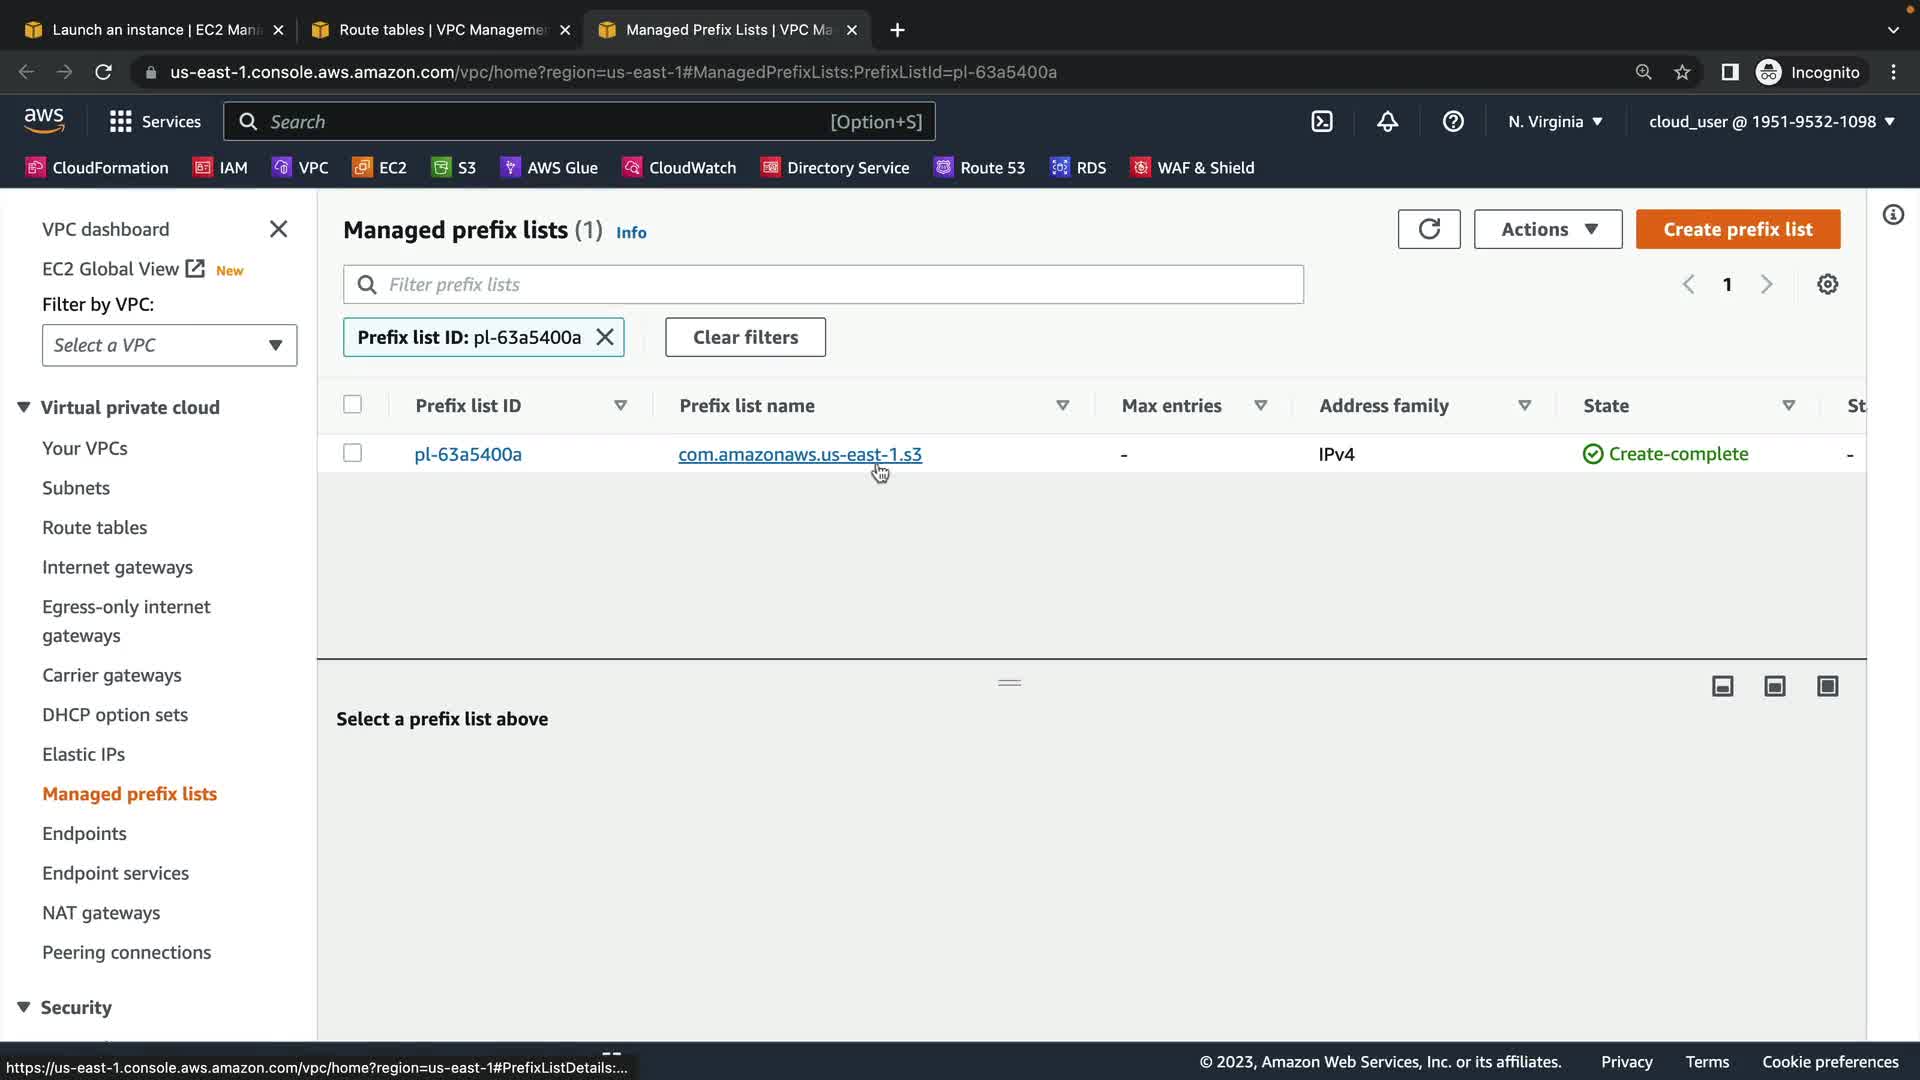 Launch an instance | EC2 Man
Route tables | VPC Manageme
Managed Prefix Lists | VPC Ma
us-east-1.console.aws.amazon.com/vpc/home?region=us-east-1#ManagedPrefixLists:PrefixListId=pl-63a5400a
Incognito
aws
Services
Search
[Option+S]
N. Virginia
cloud_user @ 1951-9532-1098
CloudFormation
IAM
VPC
EC2
S3
AWS Glue
CloudWatch
Directory Service
Route 53
RDS
WAF & Shield
VPC dashboard
EC2 Global View
New
Filter by VPC:
Select a VPC
Virtual private cloud
Your VPCs
Subnets
Route tables
Internet gateways
Egress-only internet
gateways
Carrier gateways
DHCP option sets
Elastic IPs
Managed prefix lists
Endpoints
Endpoint services
NAT gateways
Peering connections
Security
Managed prefix lists (1) Info
Actions
Create prefix list
Filter prefix lists
1
Prefix list ID: pl-63a5400a
Clear filters
Prefix list ID
Prefix list name
Max entries
Address family
State
St
pl-63a5400a
com.amazonaws.us-east-1.s3
-
IPv4
Create-complete
-
Select a prefix list above
https://us-east-1.console.aws.amazon.com/vpc/home?region=us-east-1#PrefixListDetails:...
© 2023, Amazon Web Services, Inc. or its affiliates.
Privacy
Terms
Cookie preferences